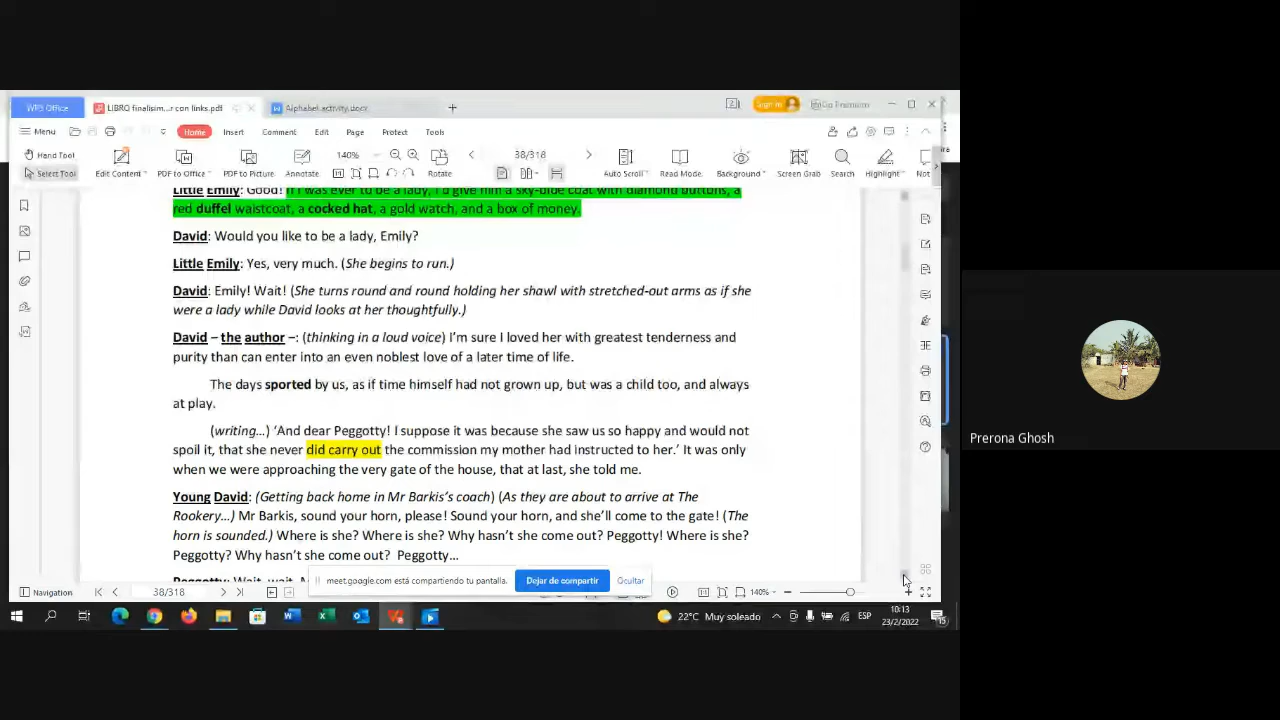 WPS Office
LIBRO finalisim...r con links.pdf
Alphabet activity.docx
Sign in
Go Premium
Menu
Home
Insert
Comment
Edit
Page
Protect
Tools
Hand Tool
Select Tool
Edit Content
PDF to Office
PDF to Picture
Annotate
140%
Rotate
38/318
Auto Scroll
Read Mode
Background
Screen Grab
Search
Highlight
Little Emily: Good! If I was ever to be a lady, I'd give him a sky-blue coat with diamond buttons, a
red duffel waistcoat, a cocked hat, a gold watch, and a box of money.
David: Would you like to be a lady, Emily?
Little Emily: Yes, very much. (She begins to run.)
David: Emily! Wait! (She turns round and round holding her shawl with stretched-out arms as if she
were a lady while David looks at her thoughtfully.)
David – the author –: (thinking in a loud voice) I'm sure I loved her with greatest tenderness and
purity than can enter into an even noblest love of a later time of life.
The days sported by us, as if time himself had not grown up, but was a child too, and always
at play.
(writing...) 'And dear Peggotty! I suppose it was because she saw us so happy and would not
spoil it, that she never did carry out the commission my mother had instructed to her.' It was only
when we were approaching the very gate of the house, that at last, she told me.
Young David: (Getting back home in Mr Barkis's coach) (As they are about to arrive at The
Rookery...) Mr Barkis, sound your horn, please! Sound your horn, and she'll come to the gate! (The
horn is sounded.) Where is she? Where is she? Why hasn't she come out? Peggotty! Where is she?
Peggotty? Why hasn't she come out? Peggotty...
Peggotty: Wait, wait,
meet.google.com está compartiendo tu pantalla.
Dejar de compartir
Ocultar
Navigation
38/318
140%
22°C Muy soleado
ESP
10:13
23/2/2022
15
Prerona Ghosh